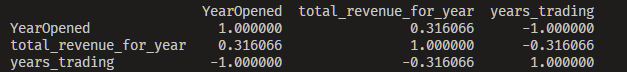 YearOpened total_revenue_for_year years_trading
YearOpened 1.000000 0.316066 -1.000000
total_revenue_for_year 0.316066 1.000000 -0.316066
years_trading -1.000000 -0.316066 1.000000